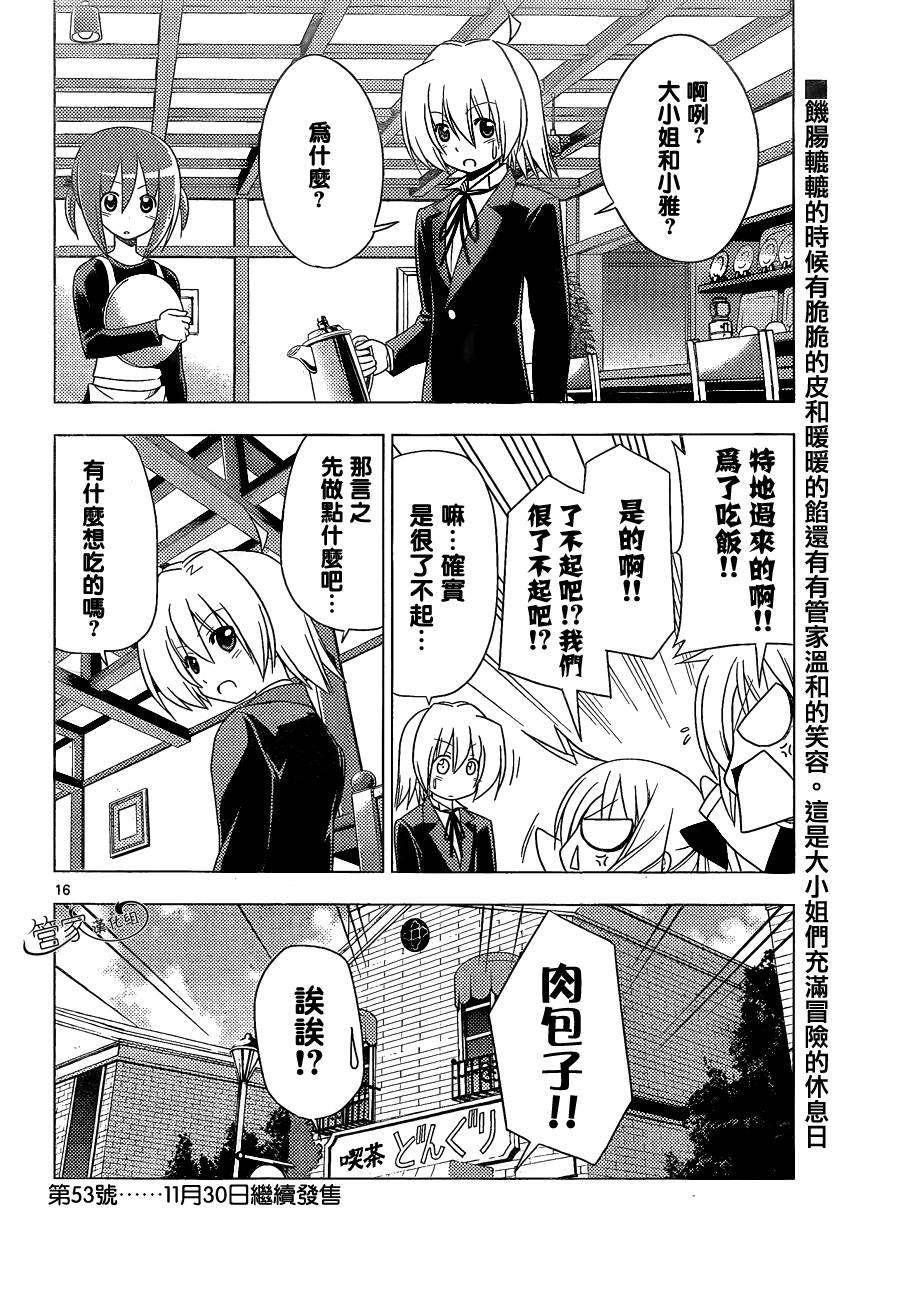 啊咧？
大小姐和小雅？
爲什麼？
特地過來的啊!!
爲了吃飯!!
是的啊!!
了不起吧!?我們
很了不起吧!?
嘛…確實
是很了不起…
那言之
先做點什麼吧…
有什麼想吃的嗎？
肉包子!!
誒誒!?
喫茶
どんぐり
16
管家漢化組
第53號……11月30日繼續發售
■饑腸轆轆的時候有脆脆的皮和暖暖的餡還有有管家溫和的笑容。這是大小姐們充滿冒險的休息日